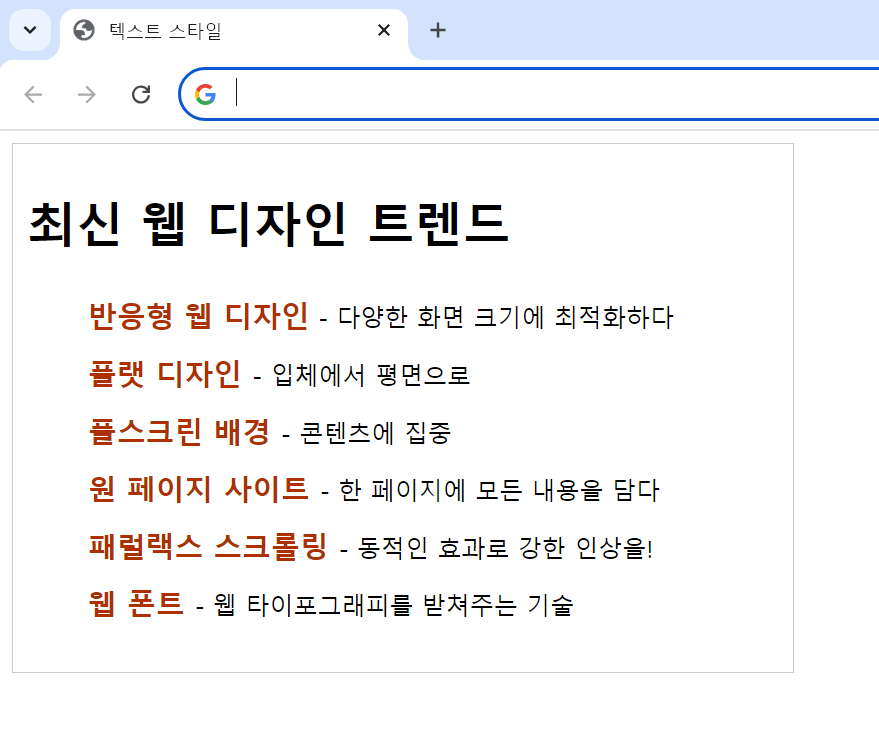 텍스트 스타일
최신 웹 디자인 트렌드
반응형 웹 디자인 - 다양한 화면 크기에 최적화하다
플랫 디자인 - 입체에서 평면으로
풀스크린 배경 - 콘텐츠에 집중
원 페이지 사이트 - 한 페이지에 모든 내용을 담다
패럴랙스 스크롤링 - 동적인 효과로 강한 인상을!
웹 폰트 - 웹 타이포그래피를 받쳐주는 기술